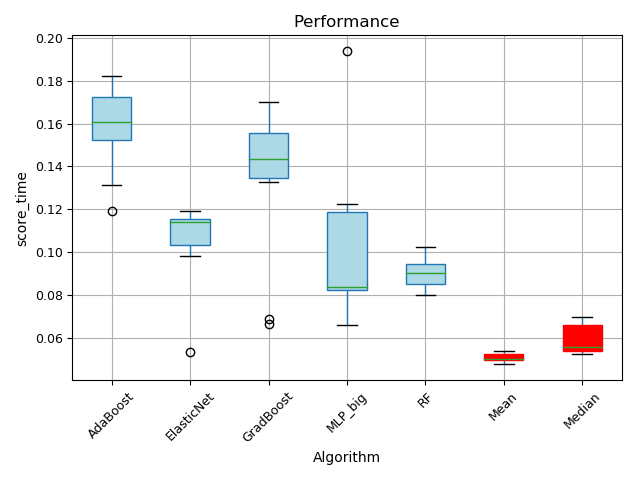 Performance
0.20
0.18
0.16
0.14
0.12
0.10
0.08
0.06
score_time
AdaBoost
ElasticNet
GradBoost
MLP_big
RF
Mean
Median
Algorithm